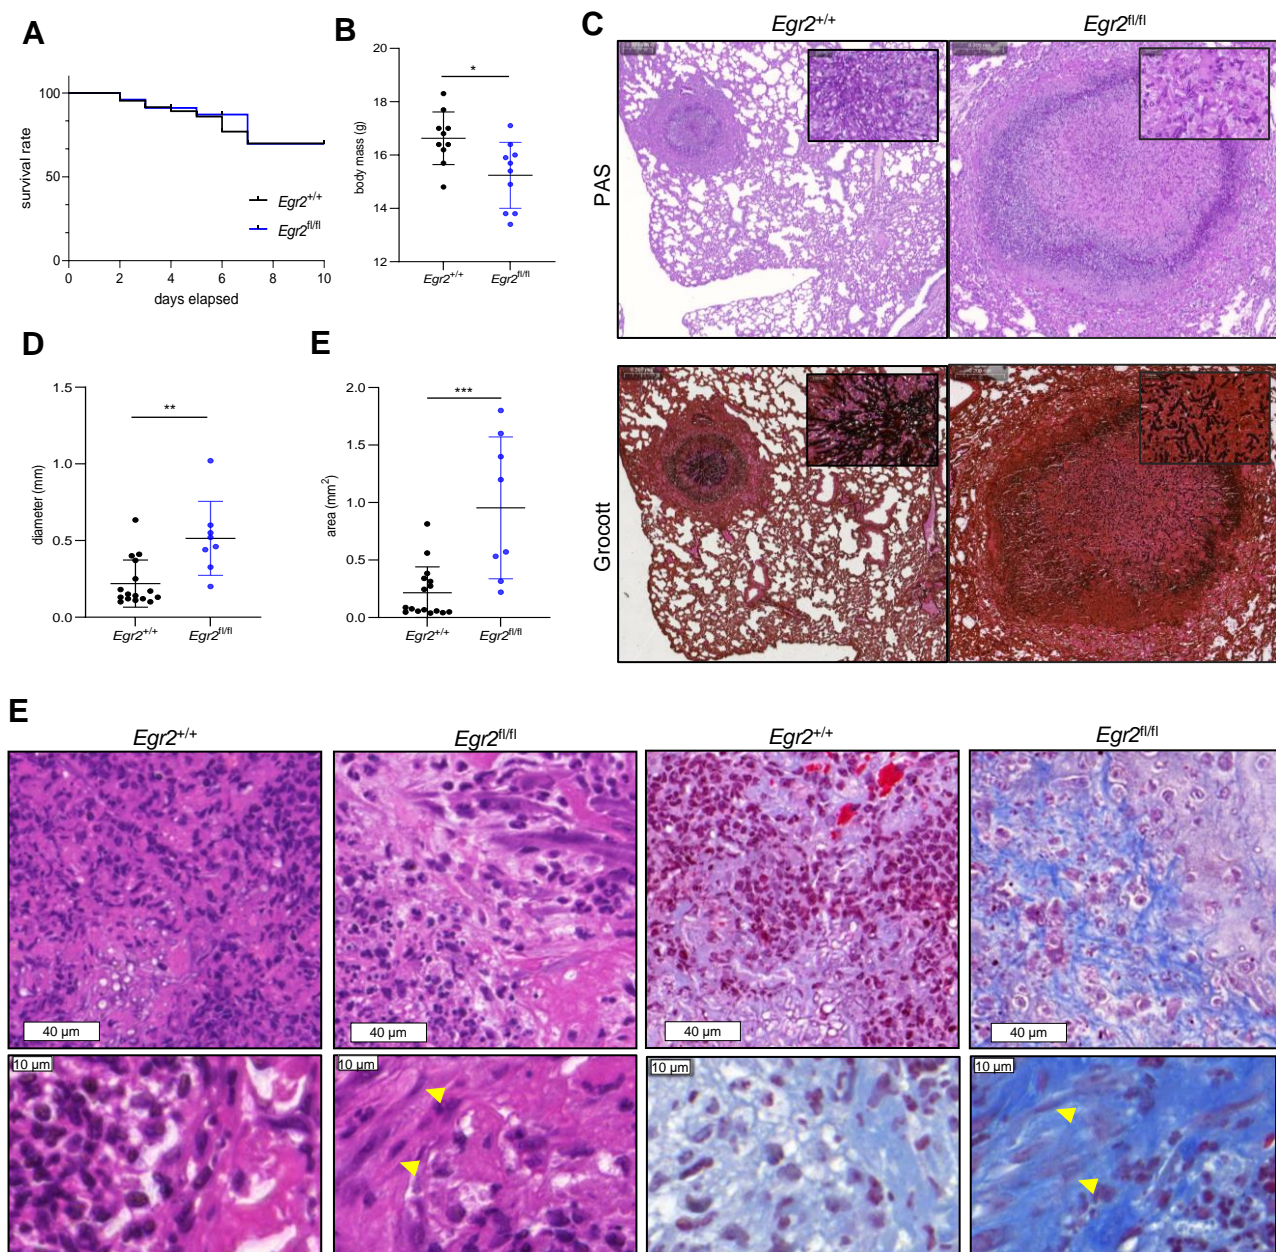 A
survival rate
100
50
0
0 2 4 6 8 10
days elapsed
Egr2+/+
Egr2fl/fl
B
body mass (g)
20
18
16
14
12
*
Egr2+/+ Egr2fl/fl
C
Egr2+/+ Egr2fl/fl
PAS
Grocott
D
diameter (mm)
1.5
1.0
0.5
0.0
**
Egr2+/+ Egr2fl/fl
E
area (mm2)
2.0
1.5
1.0
0.5
0.0
***
Egr2+/+ Egr2fl/fl
E
Egr2+/+ Egr2fl/fl Egr2+/+ Egr2fl/fl
40 µm 40 µm 40 µm 40 µm
10 µm 10 µm 10 µm 10 µm